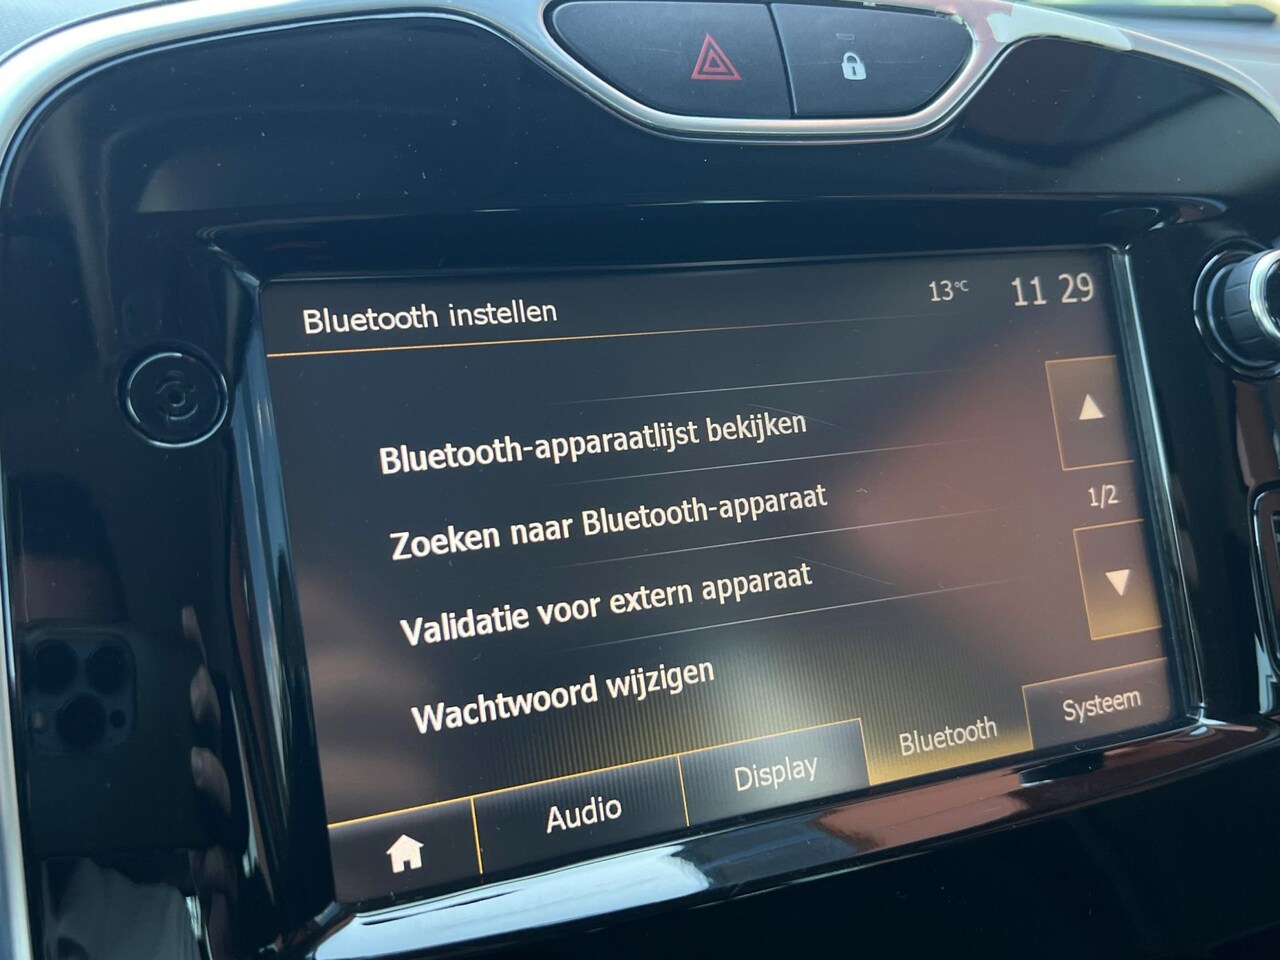 Bluetooth instellen
13°C
11 29
Bluetooth-apparaatlijst bekijken
Zoeken naar Bluetooth-apparaat
1/2
Validatie voor extern apparaat
Wachtwoord wijzigen
Audio
Display
Bluetooth
Systeem